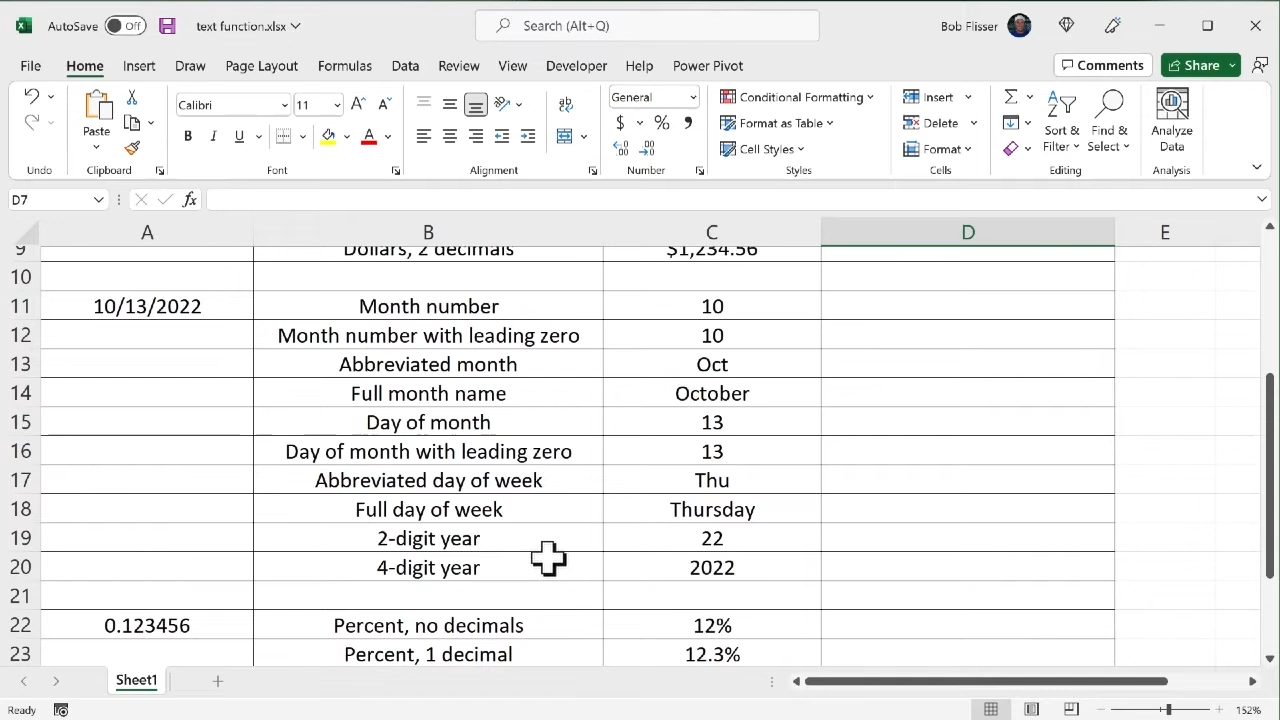 AutoSave Off text function.xlsx Search (Alt+Q) Bob Flisser
File Home Insert Draw Page Layout Formulas Data Review View Developer Help Power Pivot Comments Share
Calibri 11 General Conditional Formatting Insert
Paste B I U $ % Format as Table Delete Sort & Filter Find & Select Analyze Data
Cell Styles Format
Undo Clipboard Font Alignment Number Styles Cells Editing Analysis
D7 fx
A B C D E
9 Dollars, 2 decimals $1,234.56
10
11 10/13/2022 Month number 10
12 Month number with leading zero 10
13 Abbreviated month Oct
14 Full month name October
15 Day of month 13
16 Day of month with leading zero 13
17 Abbreviated day of week Thu
18 Full day of week Thursday
19 2-digit year 22
20 4-digit year 2022
21
22 0.123456 Percent, no decimals 12%
23 Percent, 1 decimal 12.3%
Sheet1
Ready 152%